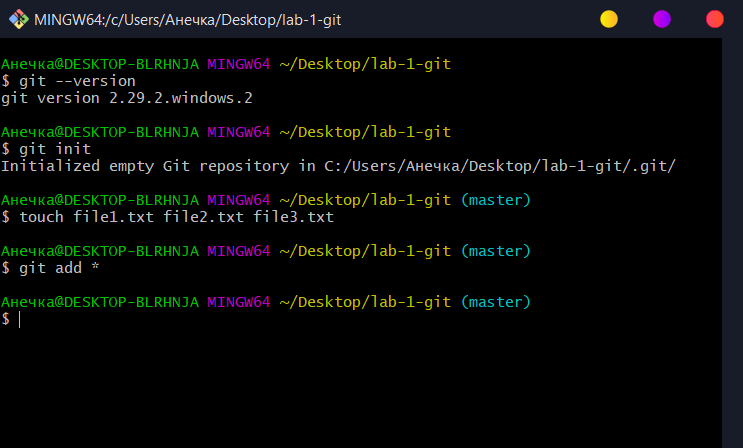 MINGW64:/c/Users/Анечка/Desktop/lab-1-git
Анечка@DESKTOP-BLRHNJA MINGW64 ~/Desktop/lab-1-git
$ git --version
git version 2.29.2.windows.2
Анечка@DESKTOP-BLRHNJA MINGW64 ~/Desktop/lab-1-git
$ git init
Initialized empty Git repository in C:/Users/Анечка/Desktop/lab-1-git/.git/
Анечка@DESKTOP-BLRHNJA MINGW64 ~/Desktop/lab-1-git (master)
$ touch file1.txt file2.txt file3.txt
Анечка@DESKTOP-BLRHNJA MINGW64 ~/Desktop/lab-1-git (master)
$ git add *
Анечка@DESKTOP-BLRHNJA MINGW64 ~/Desktop/lab-1-git (master)
$